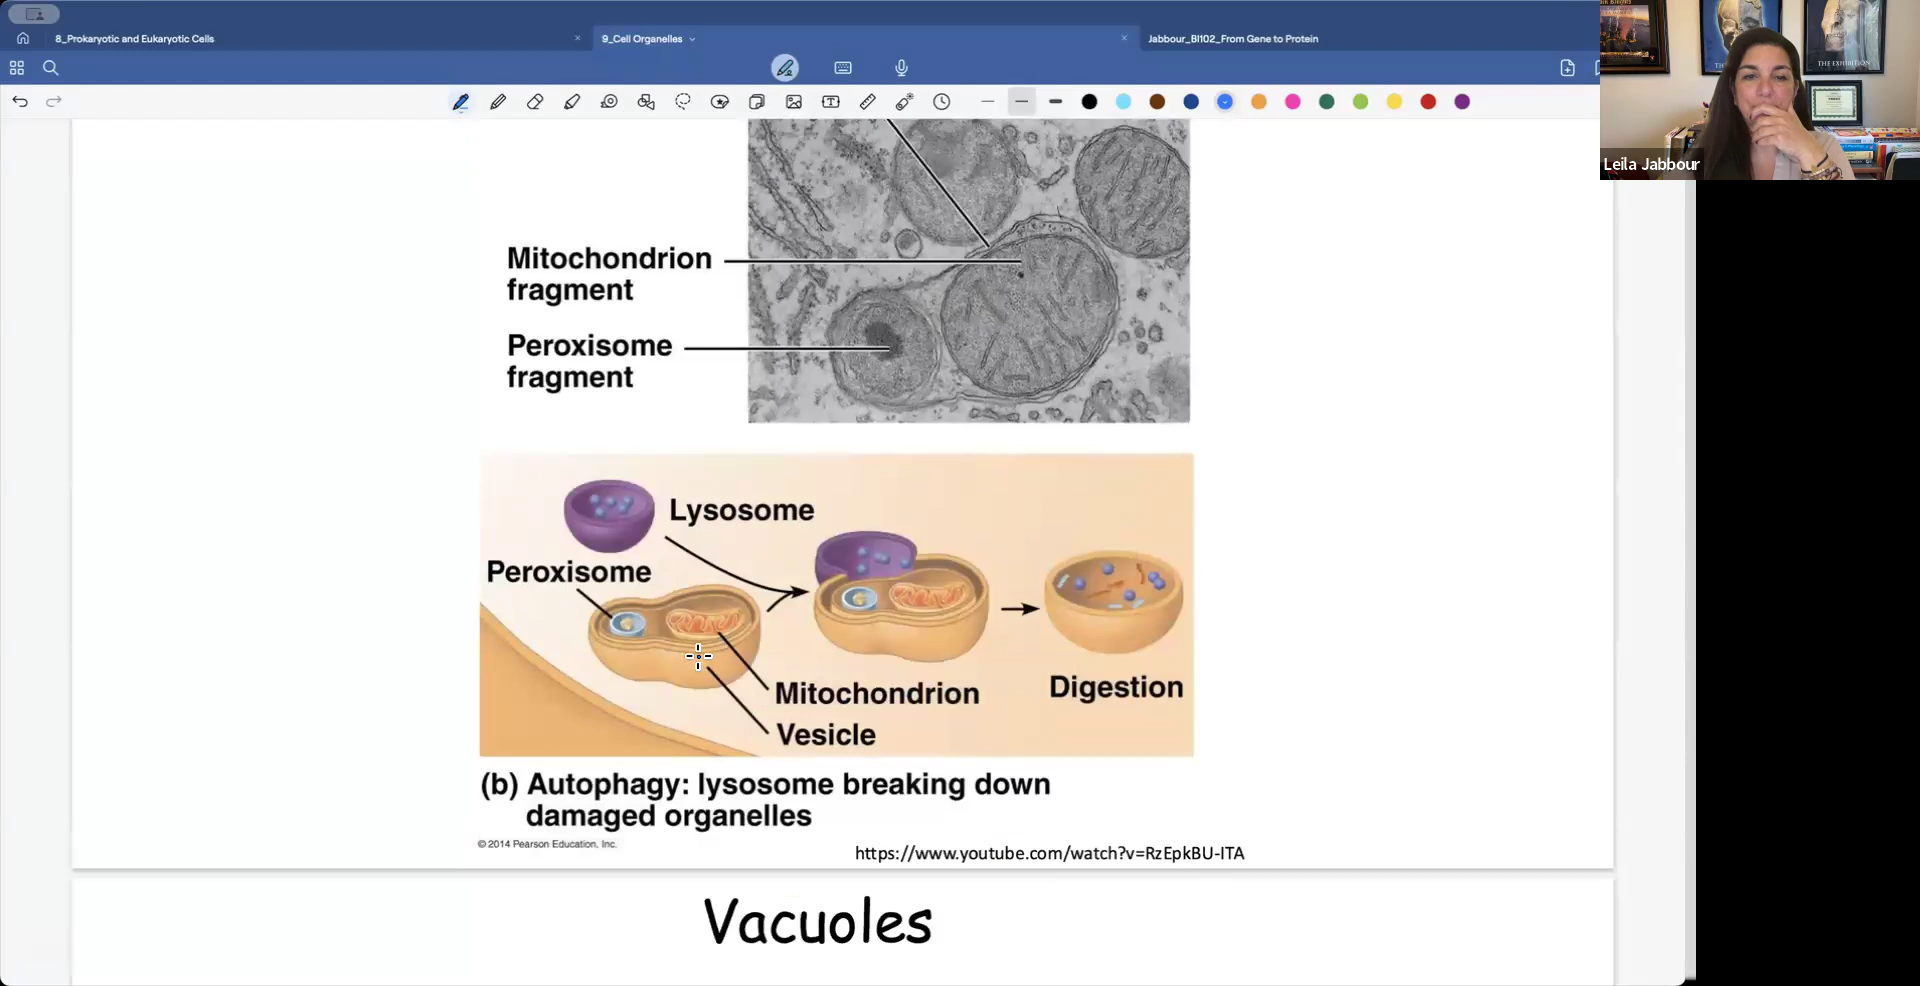 8_Prokaryotic and Eukaryotic Cells
9_Cell Organelles
Jabbour_BI102_From Gene to Protein
THE EXHIBITION
Leila Jabbour
Mitochondrion
fragment
Peroxisome
fragment
Lysosome
Peroxisome
Mitochondrion
Vesicle
Digestion
(b) Autophagy: lysosome breaking down
damaged organelles
© 2014 Pearson Education, Inc.
https://www.youtube.com/watch?v=RzEpkBU-ITA
Vacuoles